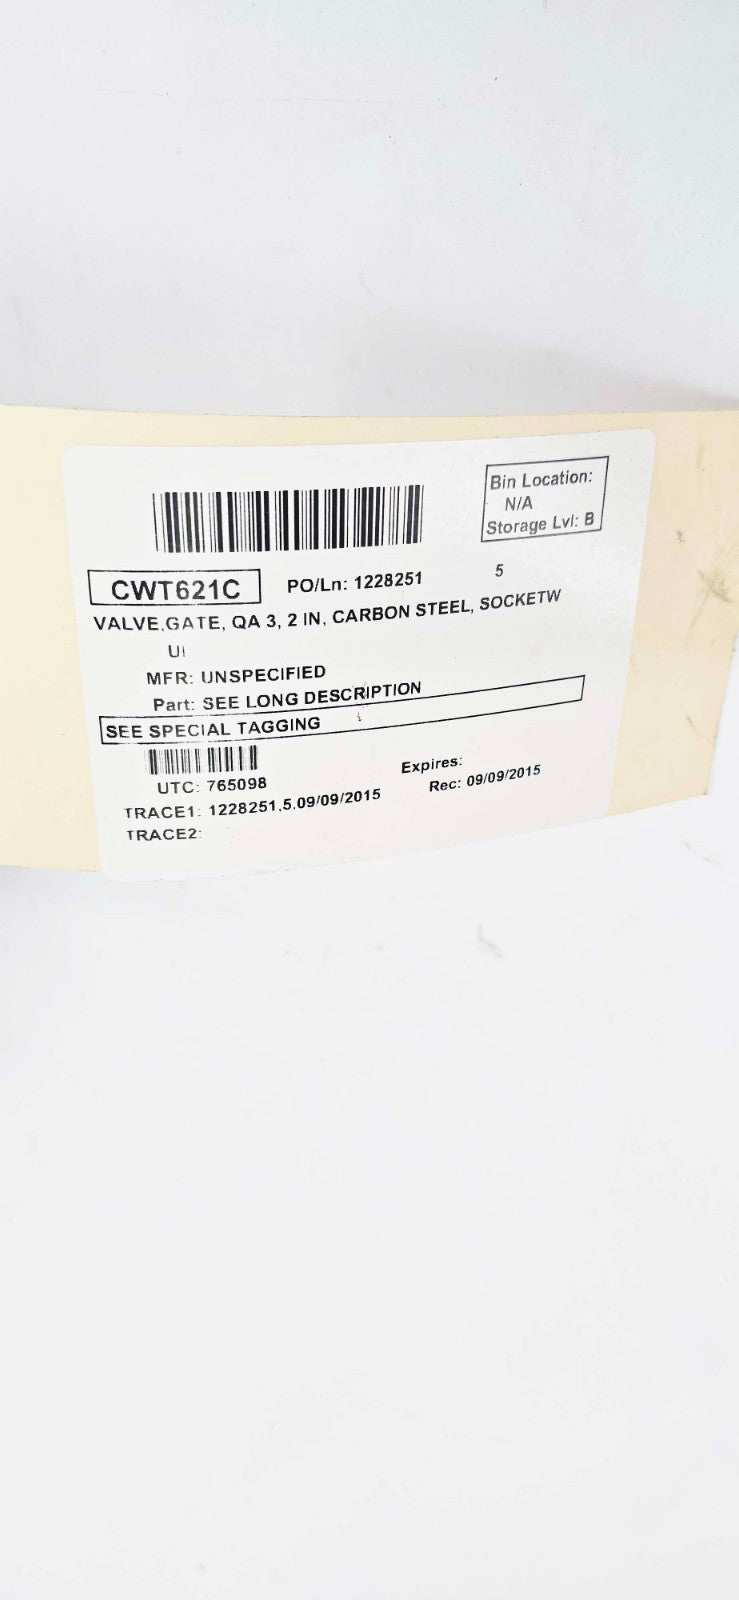 Bin Location:
N/A
Storage Lvl: B
CWT621C PO/Ln: 1228251 5
VALVE,GATE, QA 3, 2 IN, CARBON STEEL, SOCKETW
MFR: UNSPECIFIED
Part: SEE LONG DESCRIPTION
SEE SPECIAL TAGGING
UTC: 765098 Expires:
TRACE1: 1228251,5,09/09/2015 Rec: 09/09/2015
TRACE2: